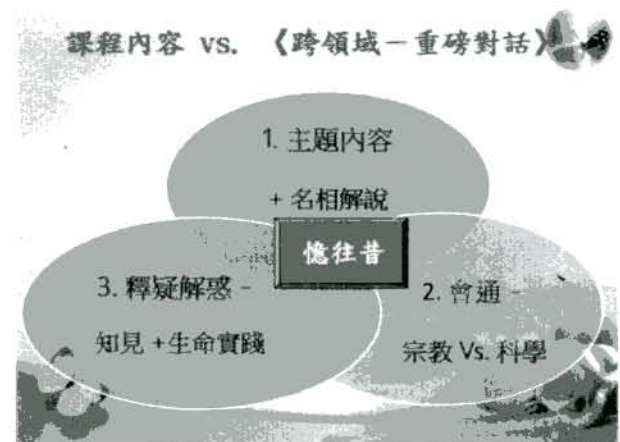 課程內容 vs. 《跨領域－重磅對話》
1. 主題內容
+ 名相解說
憶往昔
3. 釋疑解惑 -
知見 +生命實踐
2. 會通 -
宗教 Vs. 科學